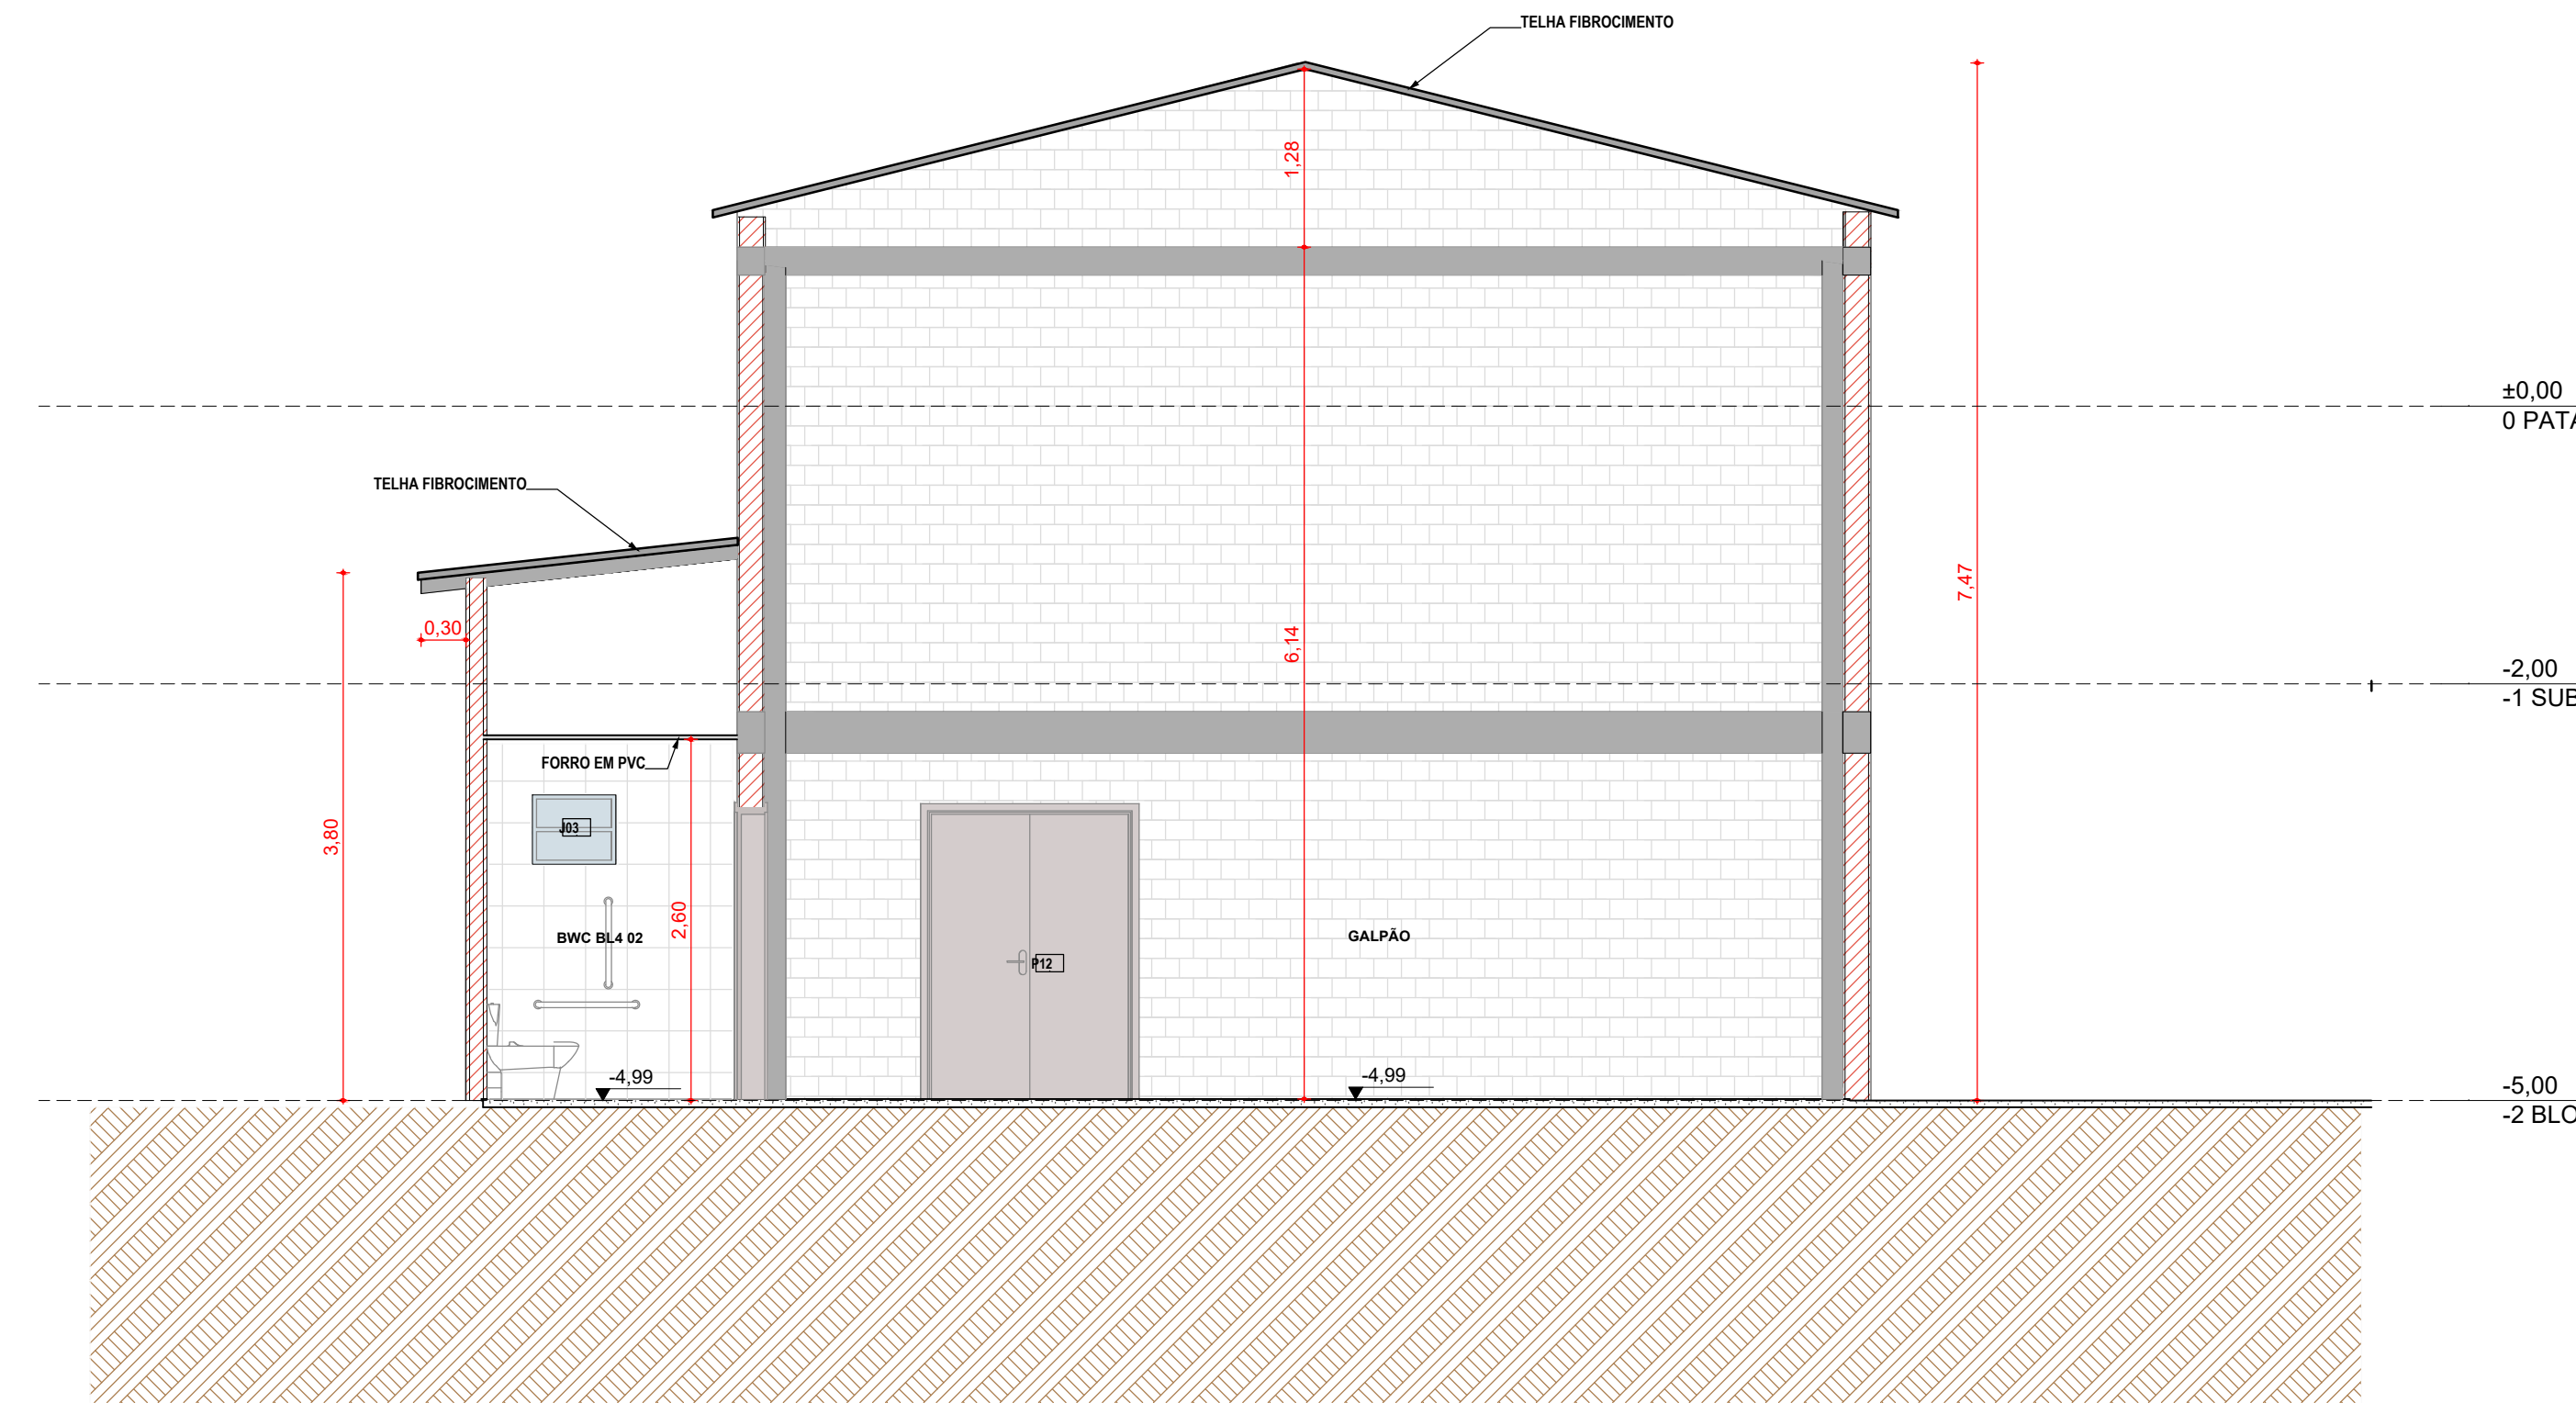 TELHA FIBROCIMENTO
1,28
±0,00
0 PATA
TELHA FIBROCIMENTO
7,47
0,30
6,14
-2,00
-1 SUB
FORRO EM PVC
J03
3,80
2,60
BWC BL4 02
GALPÃO
P12
-4,99
-4,99
-5,00
-2 BLO